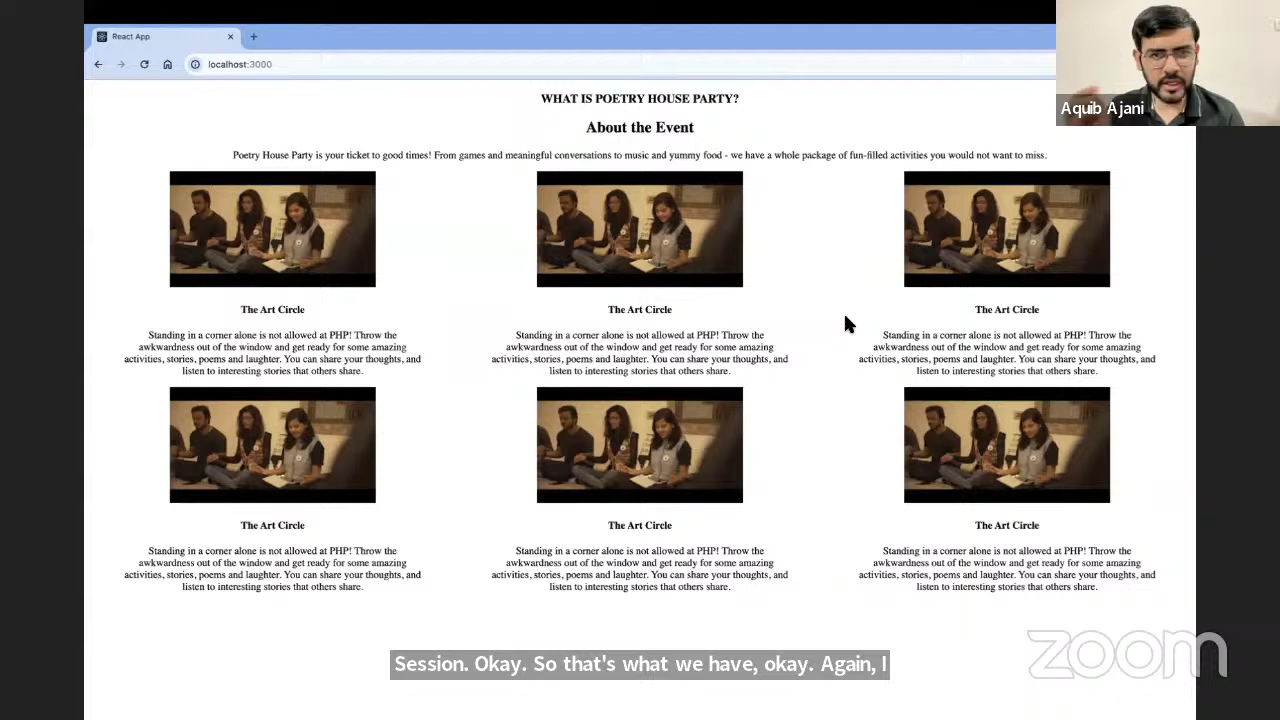 React App
localhost:3000
Aquib Ajani
WHAT IS POETRY HOUSE PARTY?
About the Event
Poetry House Party is your ticket to good times! From games and meaningful conversations to music and yummy food - we have a whole package of fun-filled activities you would not want to miss.
The Art Circle
Standing in a corner alone is not allowed at PHP! Throw the
awkwardness out of the window and get ready for some amazing
activities, stories, poems and laughter. You can share your thoughts, and
listen to interesting stories that others share.
The Art Circle
Standing in a corner alone is not allowed at PHP! Throw the
awkwardness out of the window and get ready for some amazing
activities, stories, poems and laughter. You can share your thoughts, and
listen to interesting stories that others share.
The Art Circle
Standing in a corner alone is not allowed at PHP! Throw the
awkwardness out of the window and get ready for some amazing
activities, stories, poems and laughter. You can share your thoughts, and
listen to interesting stories that others share.
The Art Circle
Standing in a corner alone is not allowed at PHP! Throw the
awkwardness out of the window and get ready for some amazing
activities, stories, poems and laughter. You can share your thoughts, and
listen to interesting stories that others share.
The Art Circle
Standing in a corner alone is not allowed at PHP! Throw the
awkwardness out of the window and get ready for some amazing
activities, stories, poems and laughter. You can share your thoughts, and
listen to interesting stories that others share.
The Art Circle
Standing in a corner alone is not allowed at PHP! Throw the
awkwardness out of the window and get ready for some amazing
activities, stories, poems and laughter. You can share your thoughts, and
listen to interesting stories that others share.
zoom
Session. Okay. So that's what we have, okay. Again, I